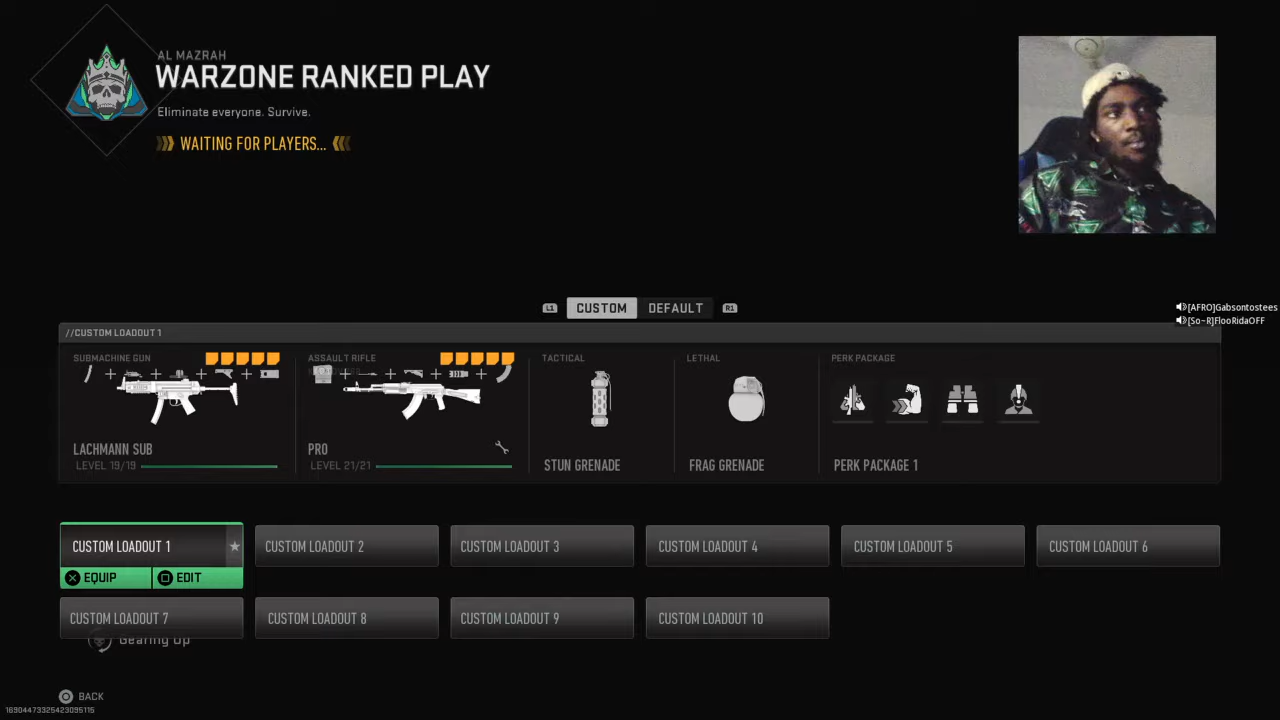 AL MAZRAH
WARZONE RANKED PLAY
Eliminate everyone. Survive.
WAITING FOR PLAYERS...
[AFRO]Gabsontostees
[So-R]FlooRidaOFF
L1 CUSTOM DEFAULT R1
//CUSTOM LOADOUT 1
SUBMACHINE GUN
ASSAULT RIFLE
TACTICAL
LETHAL
PERK PACKAGE
LACHMANN SUB
LEVEL 19/19
PRO
LEVEL 21/21
STUN GRENADE
FRAG GRENADE
PERK PACKAGE 1
CUSTOM LOADOUT 1
CUSTOM LOADOUT 2
CUSTOM LOADOUT 3
CUSTOM LOADOUT 4
CUSTOM LOADOUT 5
CUSTOM LOADOUT 6
EQUIP
EDIT
CUSTOM LOADOUT 7
CUSTOM LOADOUT 8
CUSTOM LOADOUT 9
CUSTOM LOADOUT 10
Gearing Up
BACK